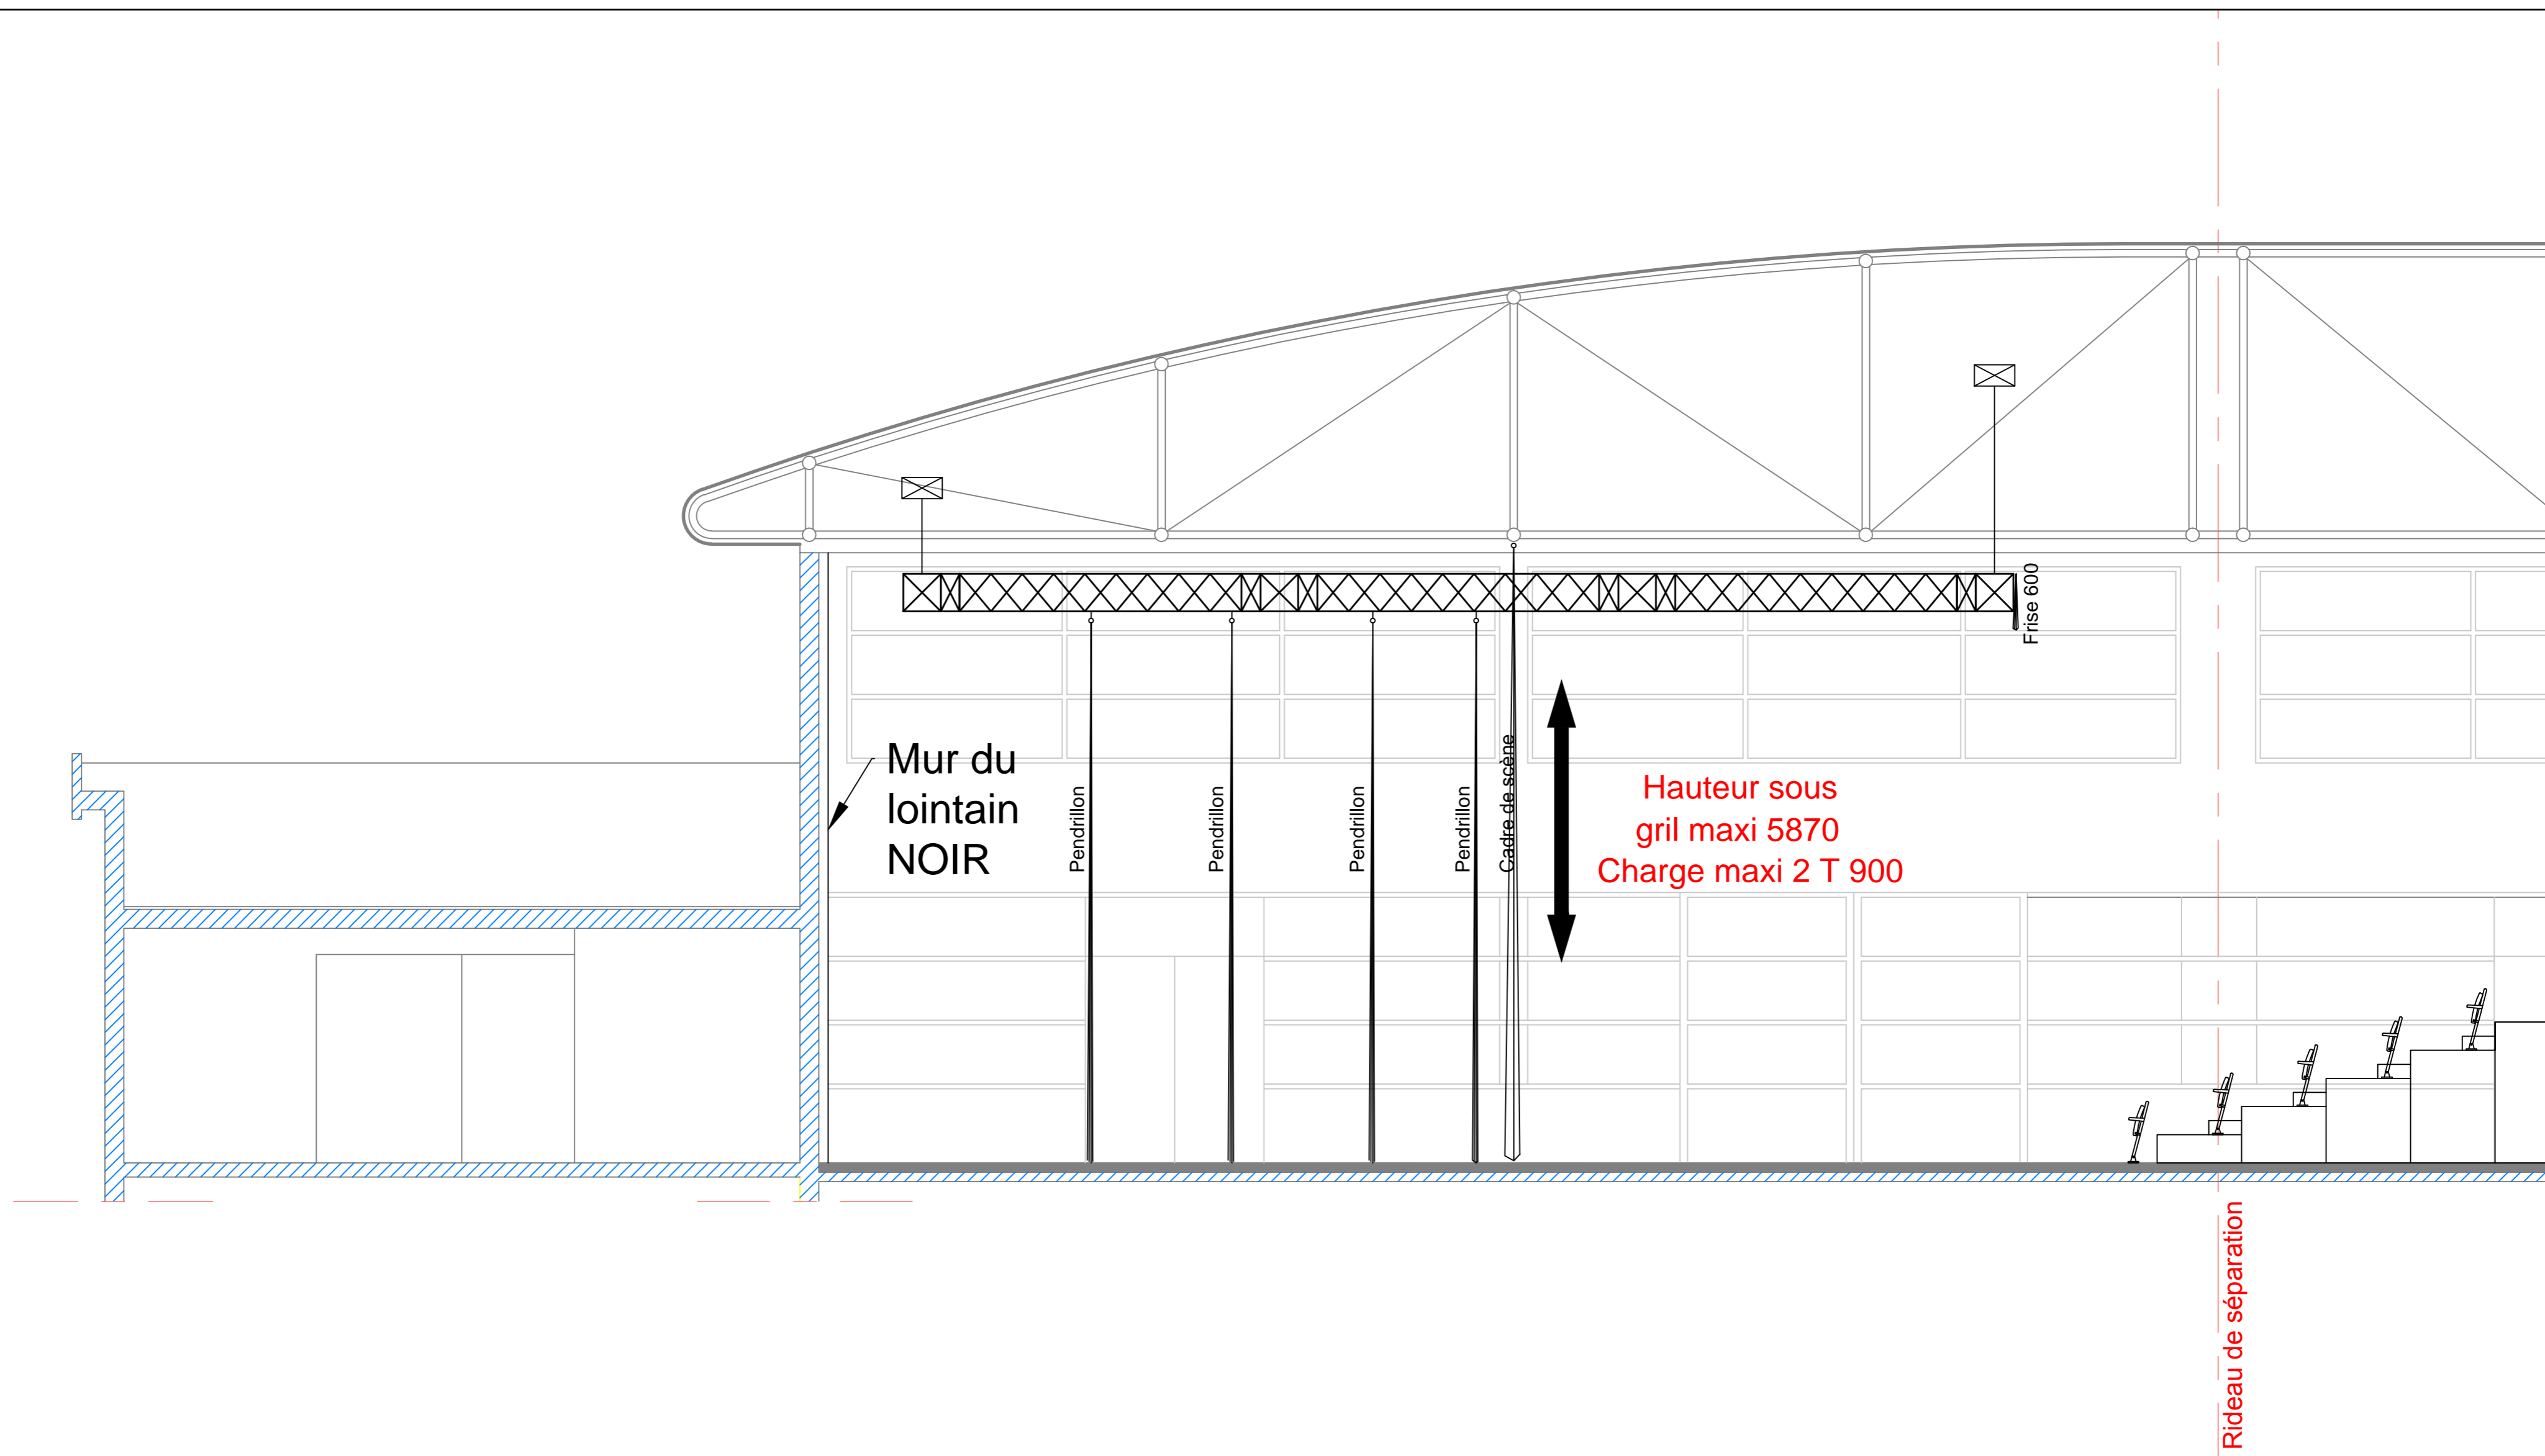 Frise 600
Mur du
lointain
NOIR
Pendrillon
Pendrillon
Pendrillon
Pendrillon
Cadre de scène
Hauteur sous
gril maxi 5870
Charge maxi 2 T 900
Rideau de séparation